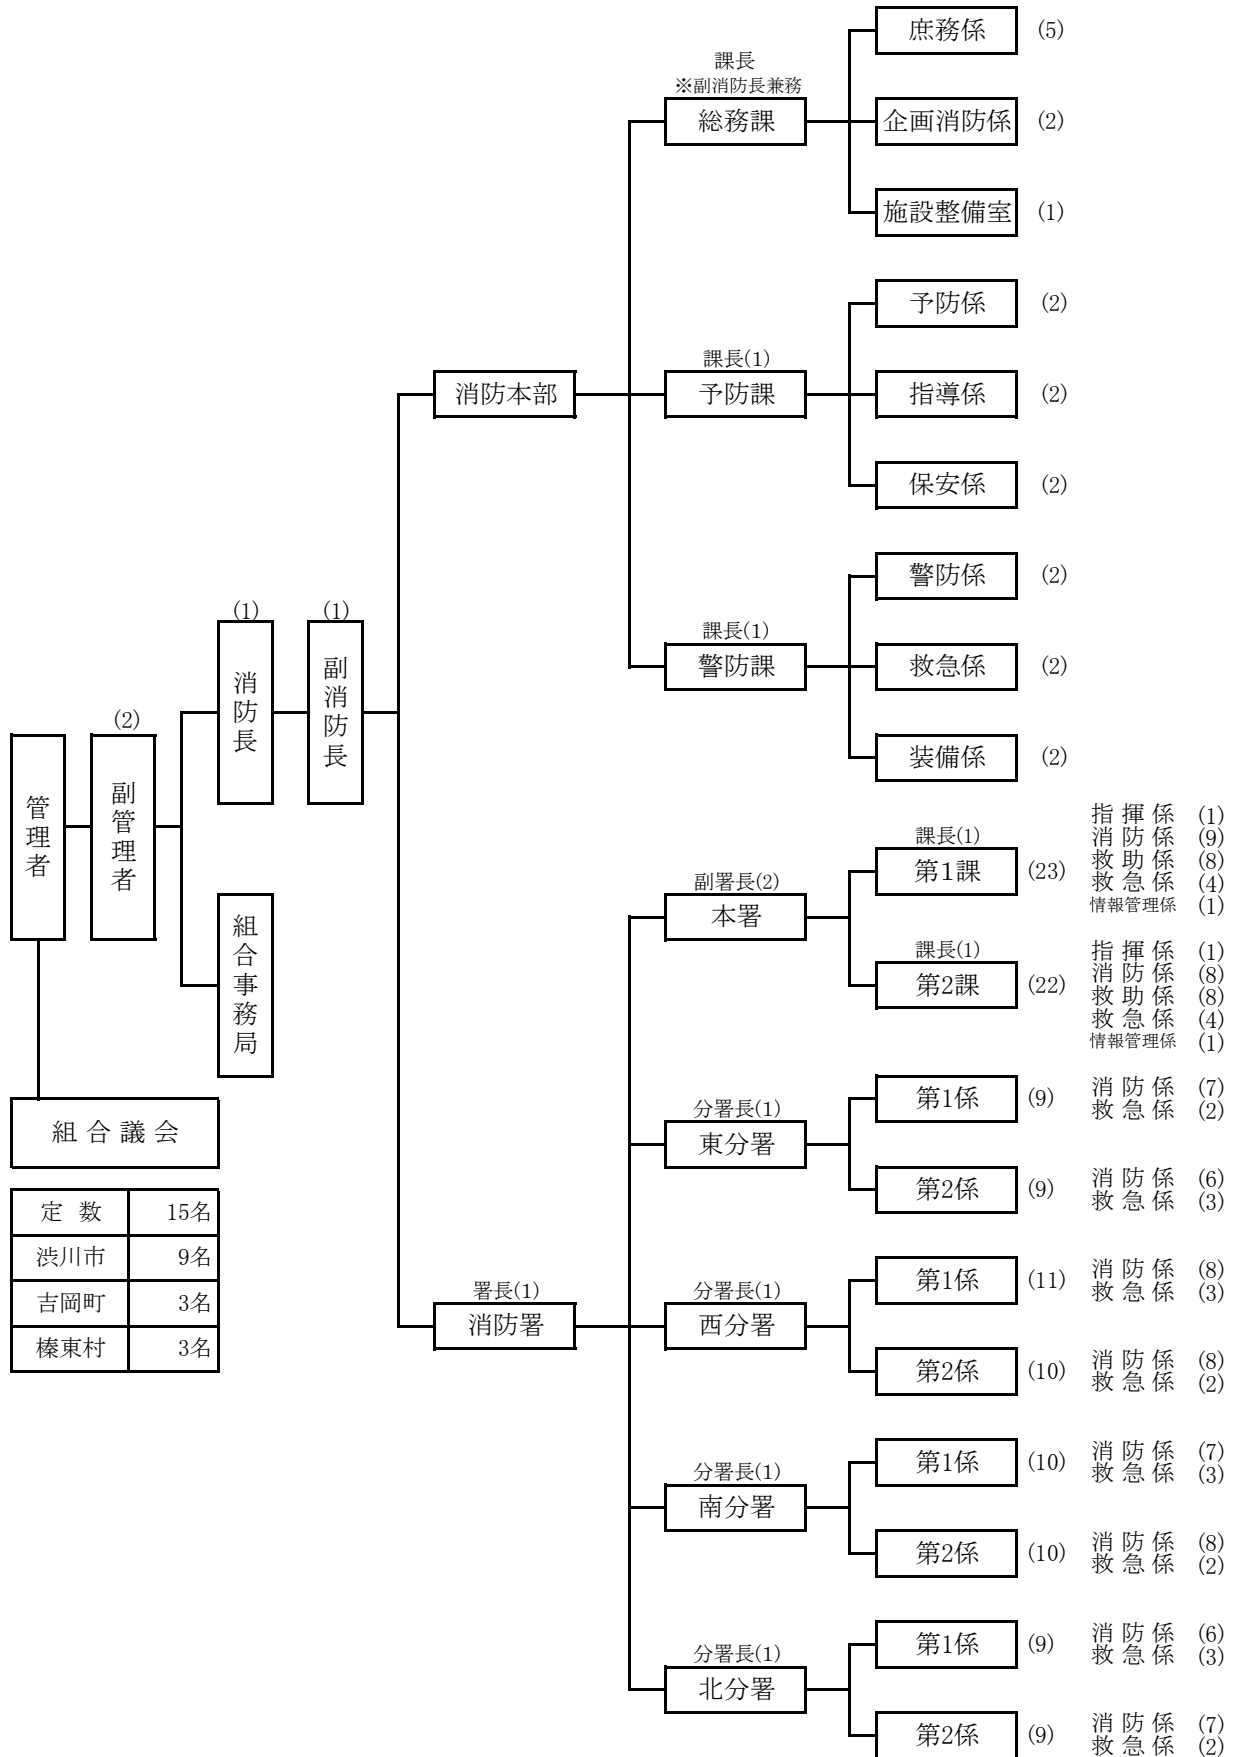 庶務係 (5)
課長
※副消防長兼務
総務課
企画消防係 (2)
施設整備室 (1)
予防係 (2)
課長(1)
消防本部
予防課
指導係 (2)
保安係 (2)
警防係 (2)
課長(1)
警防課
救急係 (2)
装備係 (2)
(1)
消防長
(1)
副消防長
(2)
副管理者
管理者
組合事務局
組合議会
定数 15名
渋川市 9名
吉岡町 3名
榛東村 3名
署長(1)
消防署
副署長(2)
本署
課長(1)
第1課 (23)
指揮係 (1)
消防係 (9)
救助係 (8)
救急係 (4)
情報管理係 (1)
課長(1)
第2課 (22)
指揮係 (1)
消防係 (8)
救助係 (8)
救急係 (4)
情報管理係 (1)
分署長(1)
東分署
第1係 (9)
消防係 (7)
救急係 (2)
第2係 (9)
消防係 (6)
救急係 (3)
分署長(1)
西分署
第1係 (11)
消防係 (8)
救急係 (3)
第2係 (10)
消防係 (8)
救急係 (2)
分署長(1)
南分署
第1係 (10)
消防係 (7)
救急係 (3)
第2係 (10)
消防係 (8)
救急係 (2)
分署長(1)
北分署
第1係 (9)
消防係 (6)
救急係 (3)
第2係 (9)
消防係 (7)
救急係 (2)